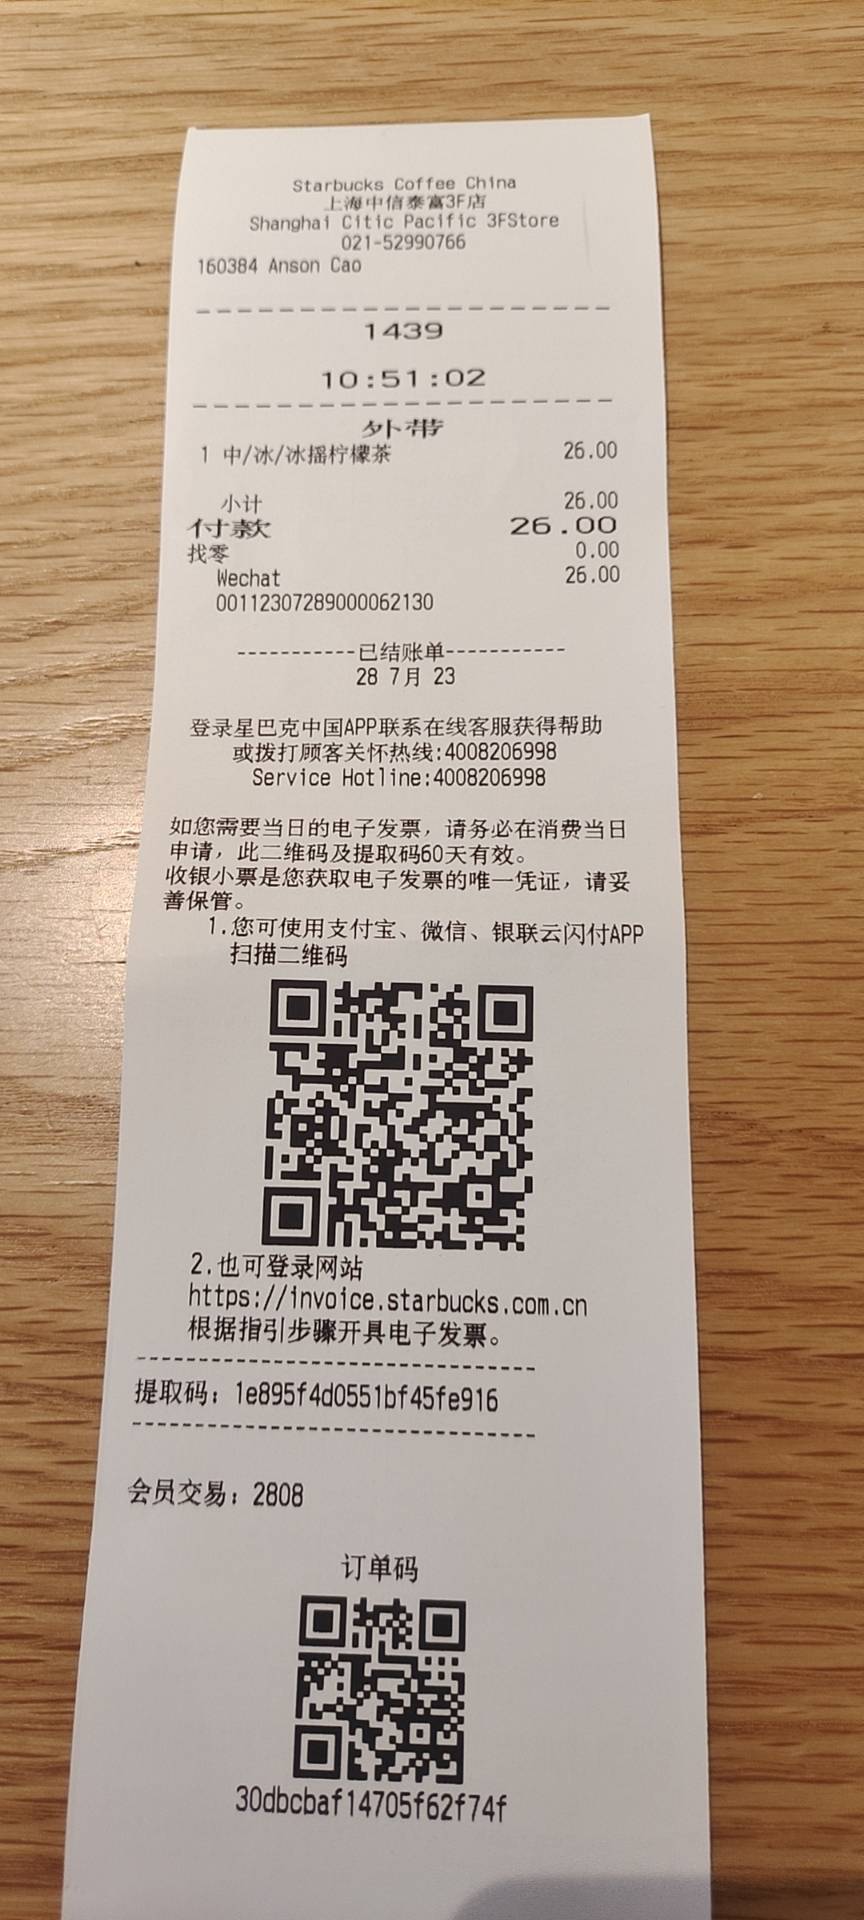 Starbucks Coffee China
上海中信泰富3F店
Shanghai Citic Pacific 3FStore
021-52990766
160384 Anson Cao
1439
10:51:02
外带
1 中/冰/冰摇柠檬茶 26.00
小计 26.00
付款 26.00
找零 0.00
Wechat 26.00
00112307289000062130
-----------已结账单-----------
28 7月 23
登录星巴克中国APP联系在线客服获得帮助
或拨打顾客关怀热线:4008206998
Service Hotline:4008206998
如您需要当日的电子发票，请务必在消费当日
申请，此二维码及提取码60天有效。
收银小票是您获取电子发票的唯一凭证，请妥
善保管。
1.您可使用支付宝、微信、银联云闪付APP
扫描二维码
2.也可登录网站
https://invoice.starbucks.com.cn
根据指引步骤开具电子发票。
提取码：1e895f4d0551bf45fe916
会员交易：2808
订单码
30dbcbaf14705f62f74f